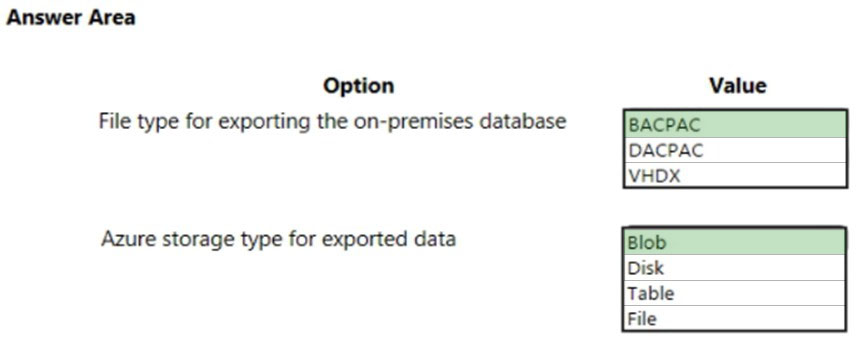 Answer Area
Option Value
File type for exporting the on-premises database
BACPAC
DACPAC
VHDX
Azure storage type for exported data
Blob
Disk
Table
File